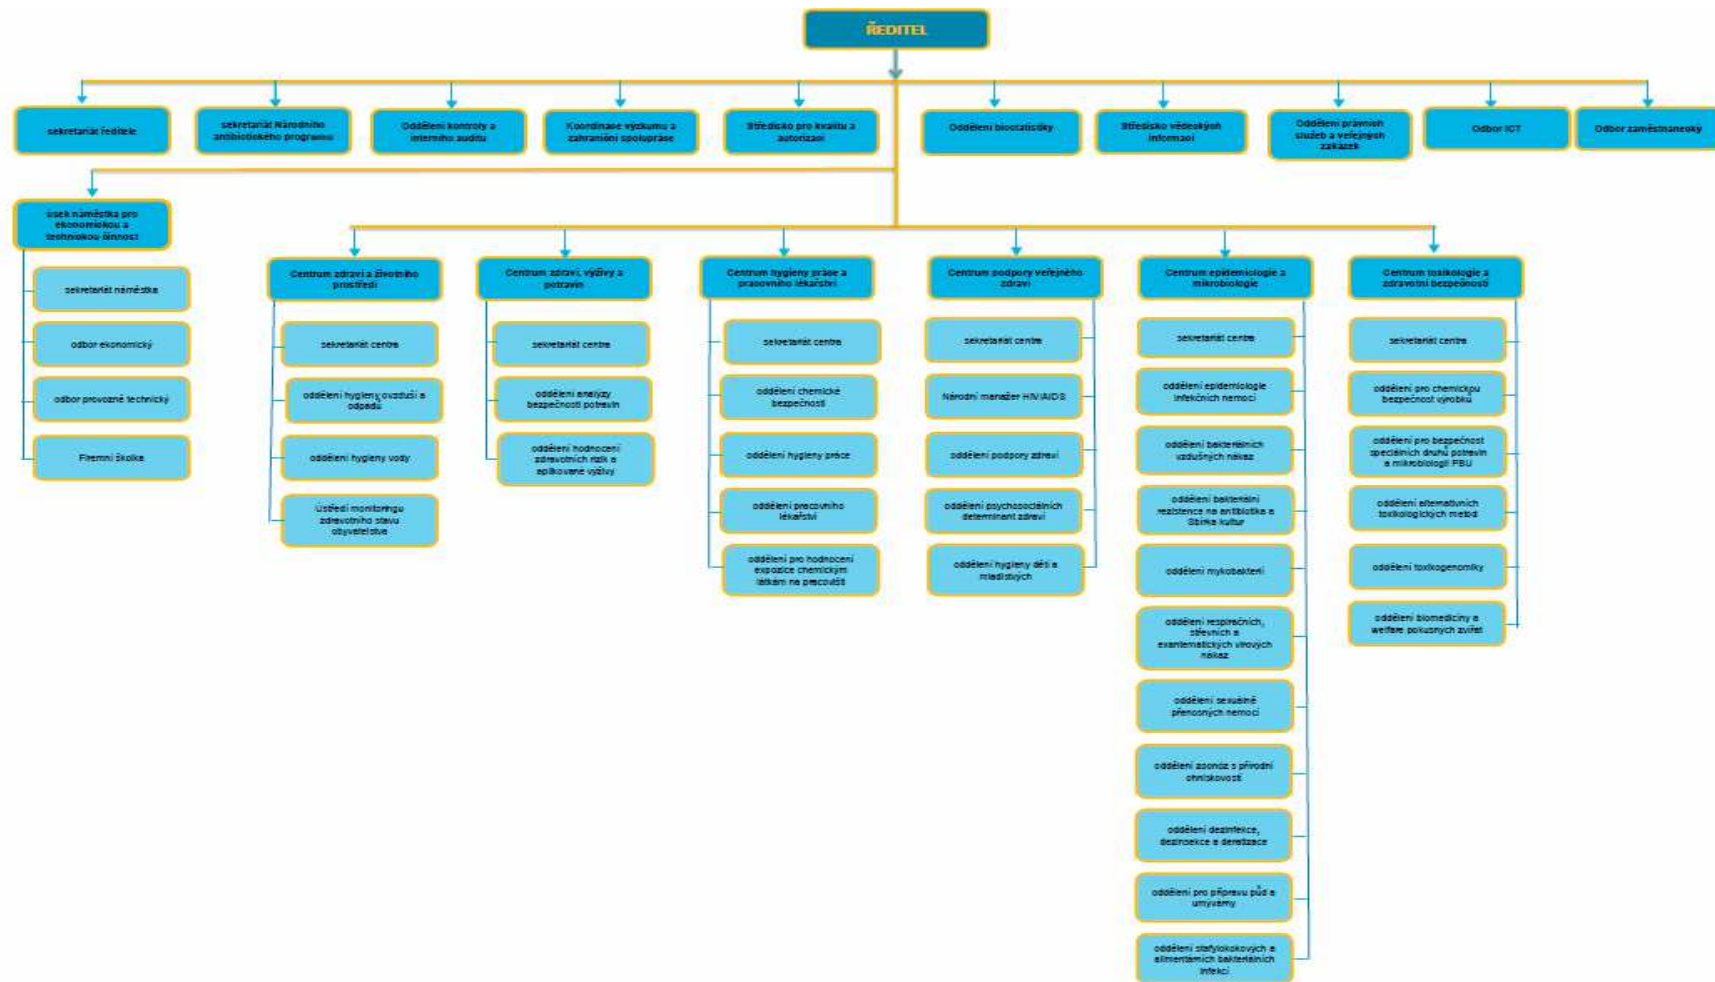 ŘEDITEL
sekretariát ředitele
sekretariát Národního
antibiotického programu
Oddělení kontroly a
interního auditu
Koordinace výzkumu a
zahraniční spolupráce
Středisko pro kvalitu a
autorizaci
Oddělení biostatistiky
Středisko vědeckých
informací
Oddělení právních
služeb a veřejných
zakázek
Odbor ICT
Odbor zaměstnanecký
úsek náměstka pro
ekonomickou a
technickou činnost
sekretariát náměstka
odbor ekonomický
odbor provozně technický
Firemní školka
Centrum zdraví a životního
prostředí
sekretariát centra
oddělení hygieny ovzduší a
odpadů
oddělení hygieny vody
Ústředí monitoringu
zdravotního stavu
obyvatelstva
Centrum zdraví, výživy a
potravin
sekretariát centra
oddělení analýzy
bezpečnosti potravin
oddělení hodnocení
zdravotních rizik a
aplikované výživy
Centrum hygieny práce a
pracovního lékařství
sekretariát centra
oddělení chemické
bezpečnosti
oddělení hygieny práce
oddělení pracovního
lékařství
oddělení pro hodnocení
expozice chemickým
látkám na pracovišti
Centrum podpory veřejného
zdraví
sekretariát centra
Národní manažer HIV/AIDS
oddělení podpory zdraví
oddělení psychosociálních
determinant zdraví
oddělení hygieny dětí a
mladistvých
Centrum epidemiologie a
mikrobiologie
sekretariát centra
oddělení epidemiologie
infekčních nemocí
oddělení bakteriálních
vzdušných nákaz
oddělení bakteriální
rezistence na antibiotika a
Sbírka kultur
oddělení mykobakterií
oddělení respiračních,
střevních a
exantematických virových
nákaz
oddělení sexuálně
přenosných nemocí
oddělení zoonóz s přírodní
ohniskovostí
oddělení dezinfekce,
dezinsekce a deratizace
oddělení pro přípravu půd a
umývárny
oddělení stafylokokových a
alimentárních bakteriálních
infekcí
Centrum toxikologie a
zdravotní bezpečnosti
sekretariát centra
oddělení pro chemickou
bezpečnost výrobků
oddělení pro bezpečnost
speciálních druhů potravin
a mikrobiologii PBU
oddělení alternativních
toxikologických metod
oddělení toxikogenomiky
oddělení biomedicíny a
welfare pokusných zvířat